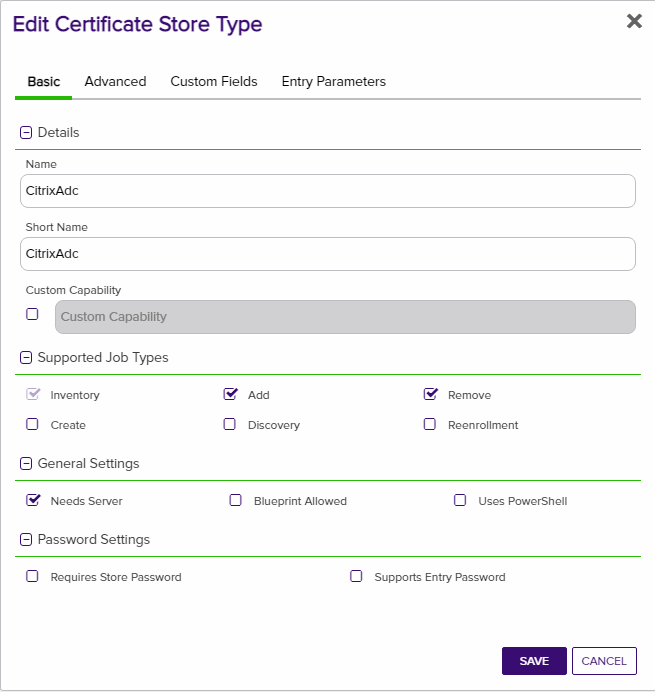 Edit Certificate Store Type
Basic Advanced Custom Fields Entry Parameters
Details
Name
CitrixAdc
Short Name
CitrixAdc
Custom Capability
Custom Capability
Supported Job Types
Inventory Add Remove
Create Discovery Reenrollment
General Settings
Needs Server Blueprint Allowed Uses PowerShell
Password Settings
Requires Store Password Supports Entry Password
SAVE CANCEL